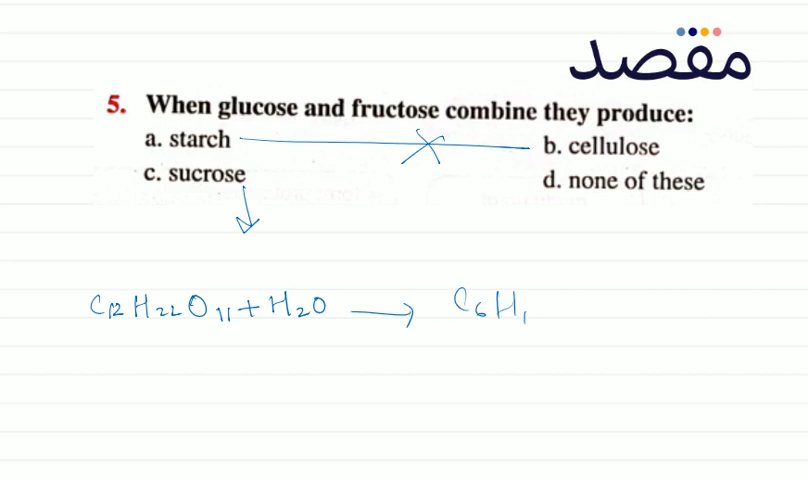 مقصد
5. When glucose and fructose combine they produce:
a. starch b. cellulose
c. sucrose d. none of these
C12H22O11+H2O → C6H1